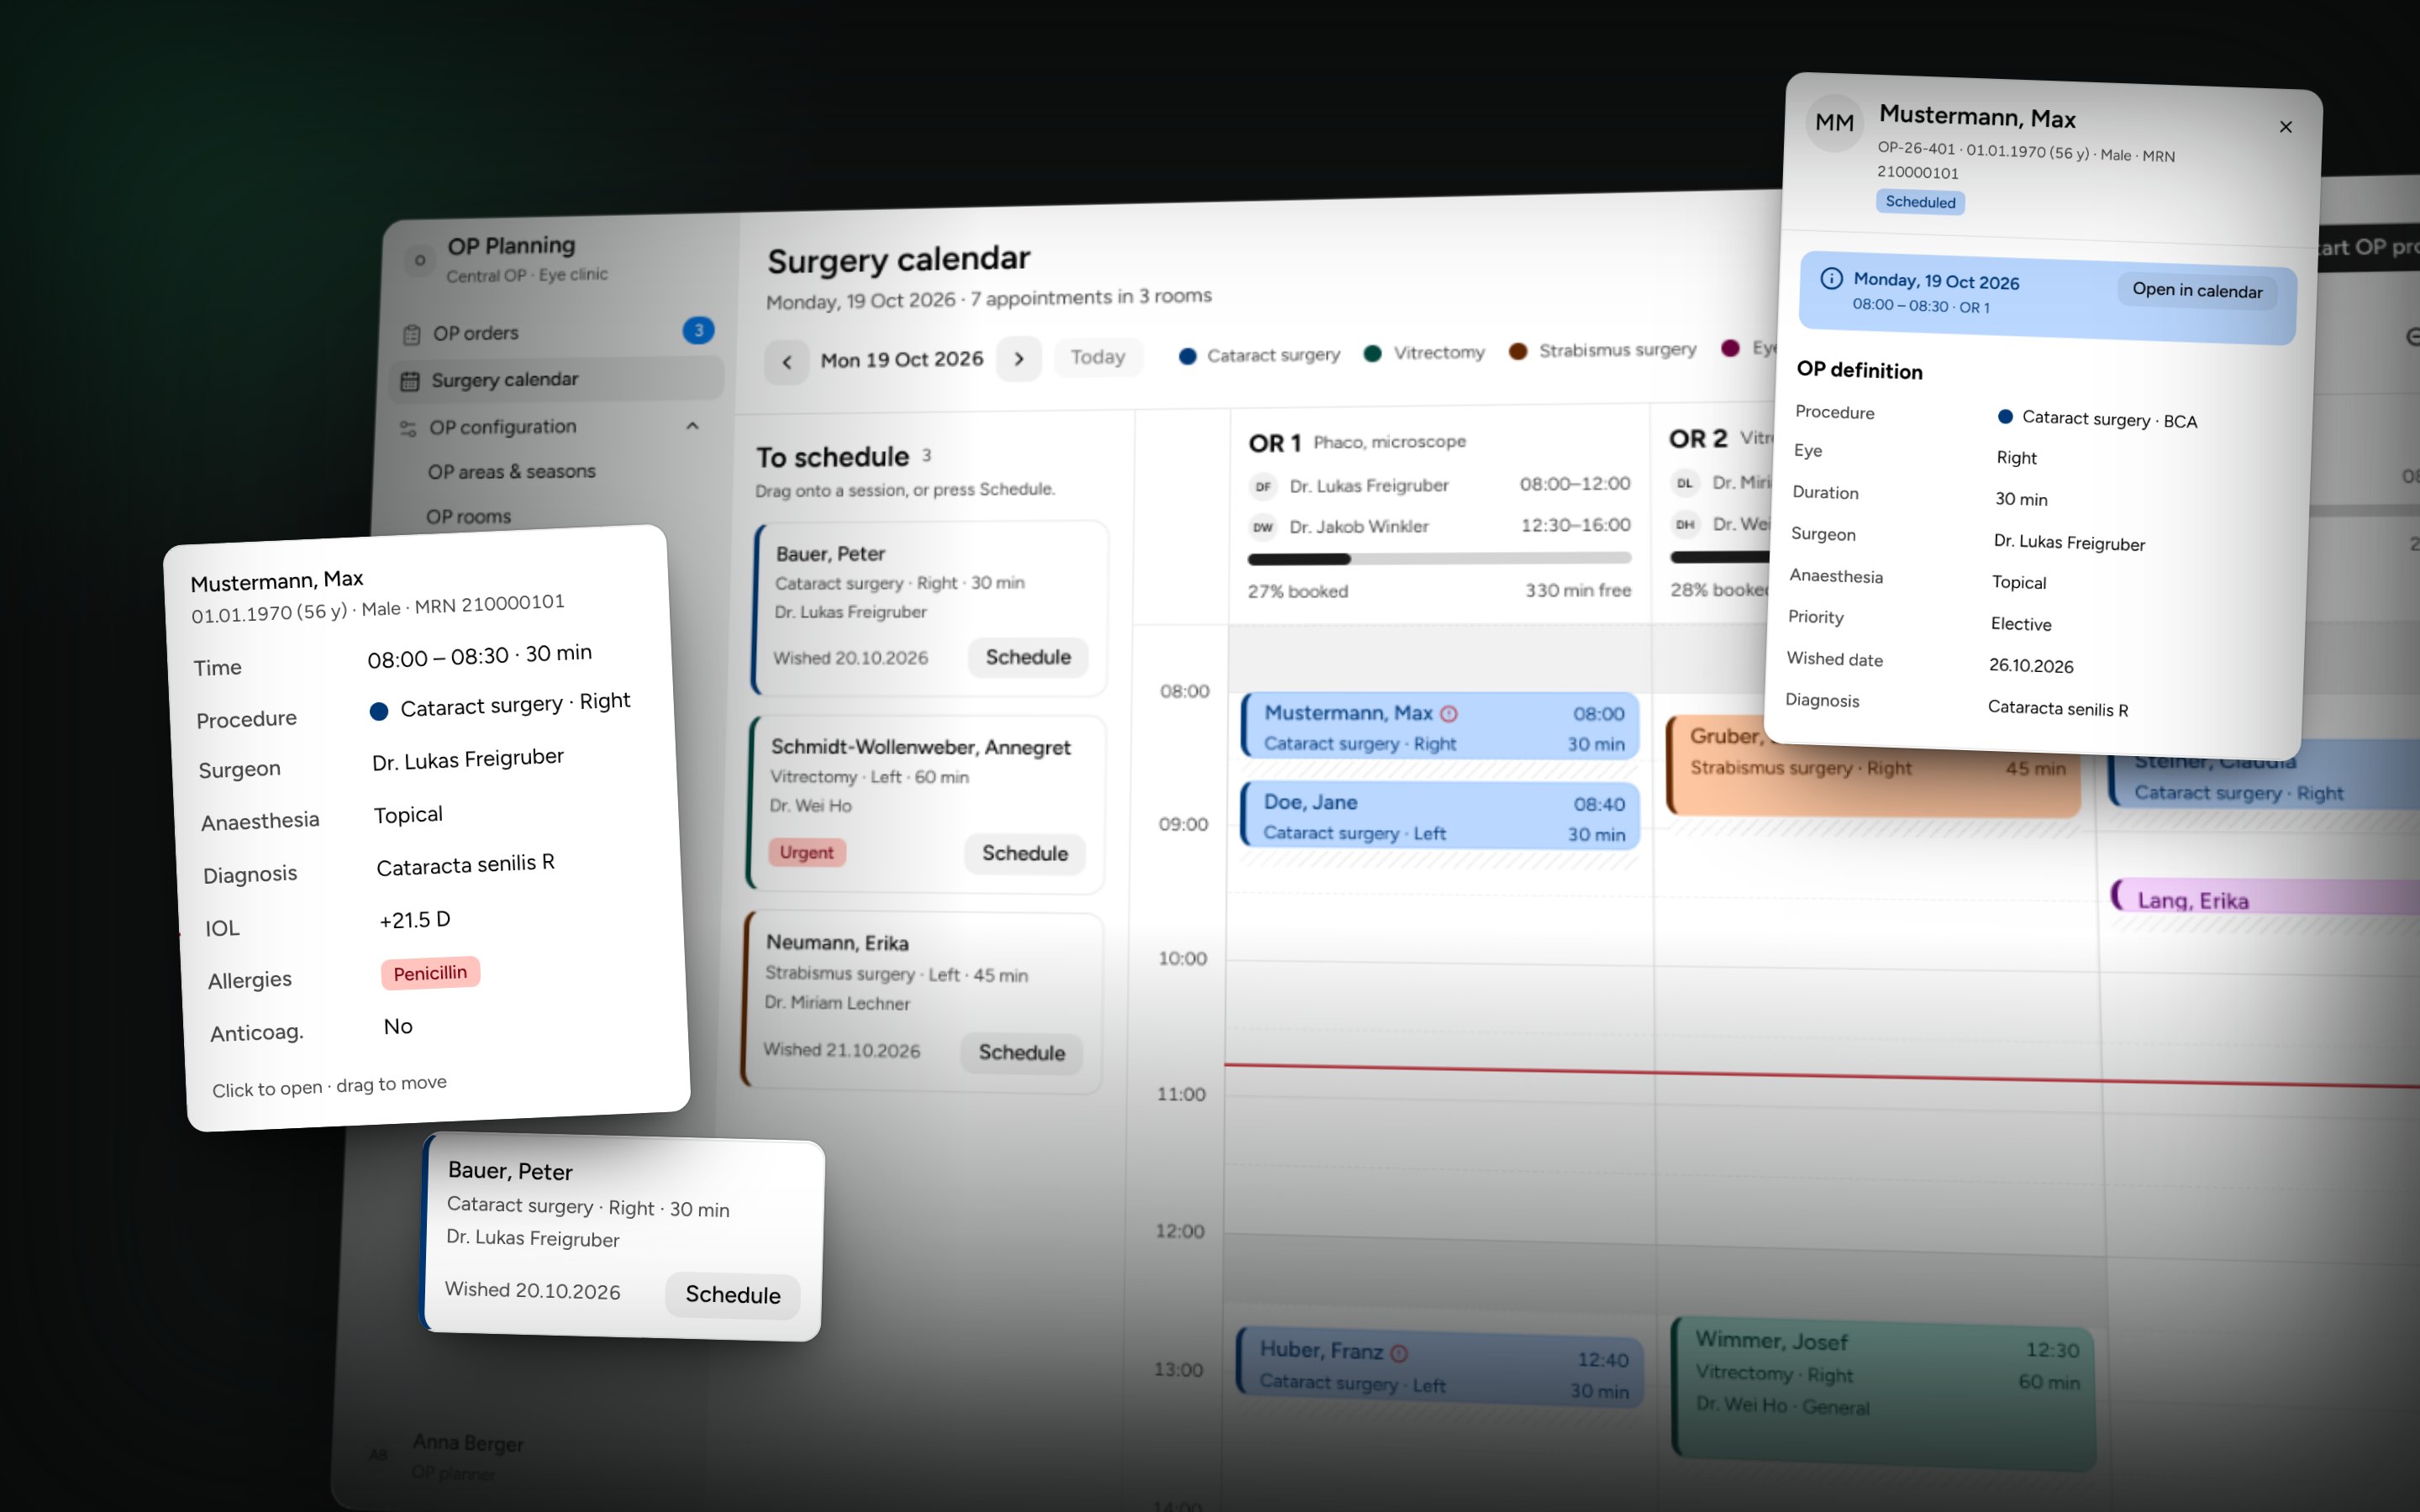 O
OP Planning
Central OP · Eye clinic
OP orders
3
Surgery calendar
OP configuration
OP areas & seasons
OP rooms
Anna Berger
OP planner
AB
Surgery calendar
Monday, 19 Oct 2026 · 7 appointments in 3 rooms
Mon 19 Oct 2026
Today
Cataract surgery
Vitrectomy
Strabismus surgery
To schedule 3
Drag onto a session, or press Schedule.
Bauer, Peter
Cataract surgery · Right · 30 min
Dr. Lukas Freigruber
Wished 20.10.2026
Schedule
Schmidt-Wollenweber, Annegret
Vitrectomy · Left · 60 min
Dr. Wei Ho
Urgent
Schedule
Neumann, Erika
Strabismus surgery · Left · 45 min
Dr. Miriam Lechner
Wished 21.10.2026
Schedule
OR 1 Phaco, microscope
DF Dr. Lukas Freigruber 08:00–12:00
DW Dr. Jakob Winkler 12:30–16:00
27% booked 330 min free
OR 2
DL Dr.
DH Dr. Wei
28%
08:00
09:00
10:00
11:00
12:00
13:00
14:00
Mustermann, Max 08:00
Cataract surgery · Right 30 min
Doe, Jane 08:40
Cataract surgery · Left 30 min
Huber, Franz 12:40
Cataract surgery · Left 30 min
Gruber,
Strabismus surgery · Right 45 min
Wimmer, Josef 12:30
Vitrectomy · Right 60 min
Dr. Wei Ho · General
Steiner, Claudia
Cataract surgery · Right
Lang, Erika
OP
Mustermann, Max
01.01.1970 (56 y) · Male · MRN 210000101
Time 08:00 – 08:30 · 30 min
Procedure Cataract surgery · Right
Surgeon Dr. Lukas Freigruber
Anaesthesia Topical
Diagnosis Cataracta senilis R
IOL +21.5 D
Allergies Penicillin
Anticoag. No
Click to open · drag to move
Bauer, Peter
Cataract surgery · Right · 30 min
Dr. Lukas Freigruber
Wished 20.10.2026
Schedule
MM
Mustermann, Max
OP-26-401 · 01.01.1970 (56 y) · Male · MRN
210000101
Scheduled
Monday, 19 Oct 2026
08:00 – 08:30 · OR 1
Open in calendar
OP definition
Procedure Cataract surgery · BCA
Eye Right
Duration 30 min
Surgeon Dr. Lukas Freigruber
Anaesthesia Topical
Priority Elective
Wished date 26.10.2026
Diagnosis Cataracta senilis R